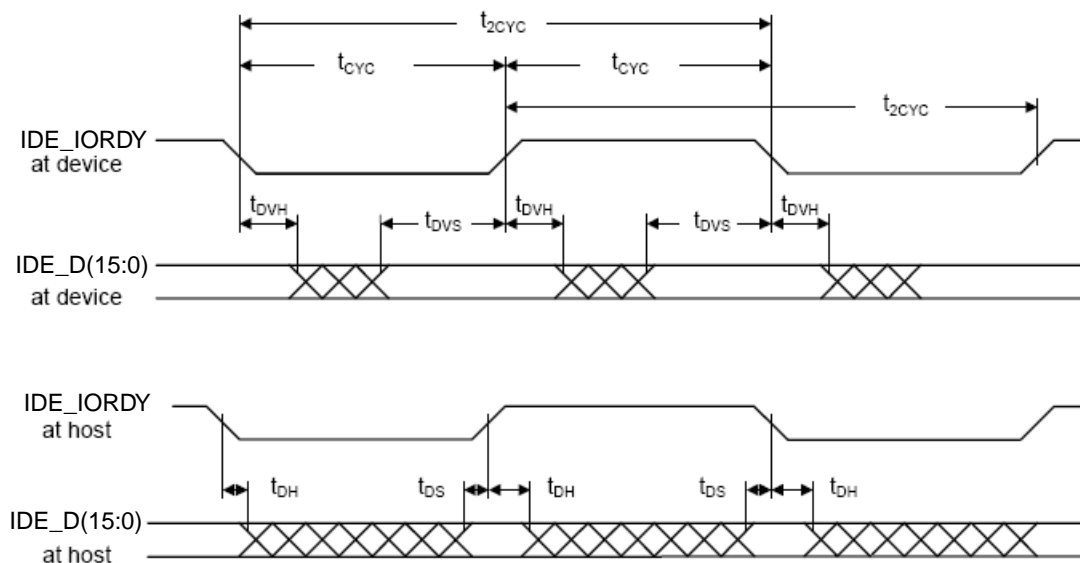 t2CYC
tCYC tCYC
t2CYC
IDE_IORDY
at device
tDVH tDVS tDVH tDVS tDVH
IDE_D(15:0)
at device
IDE_IORDY
at host
tDH tDS tDH tDS tDH
IDE_D(15:0)
at host